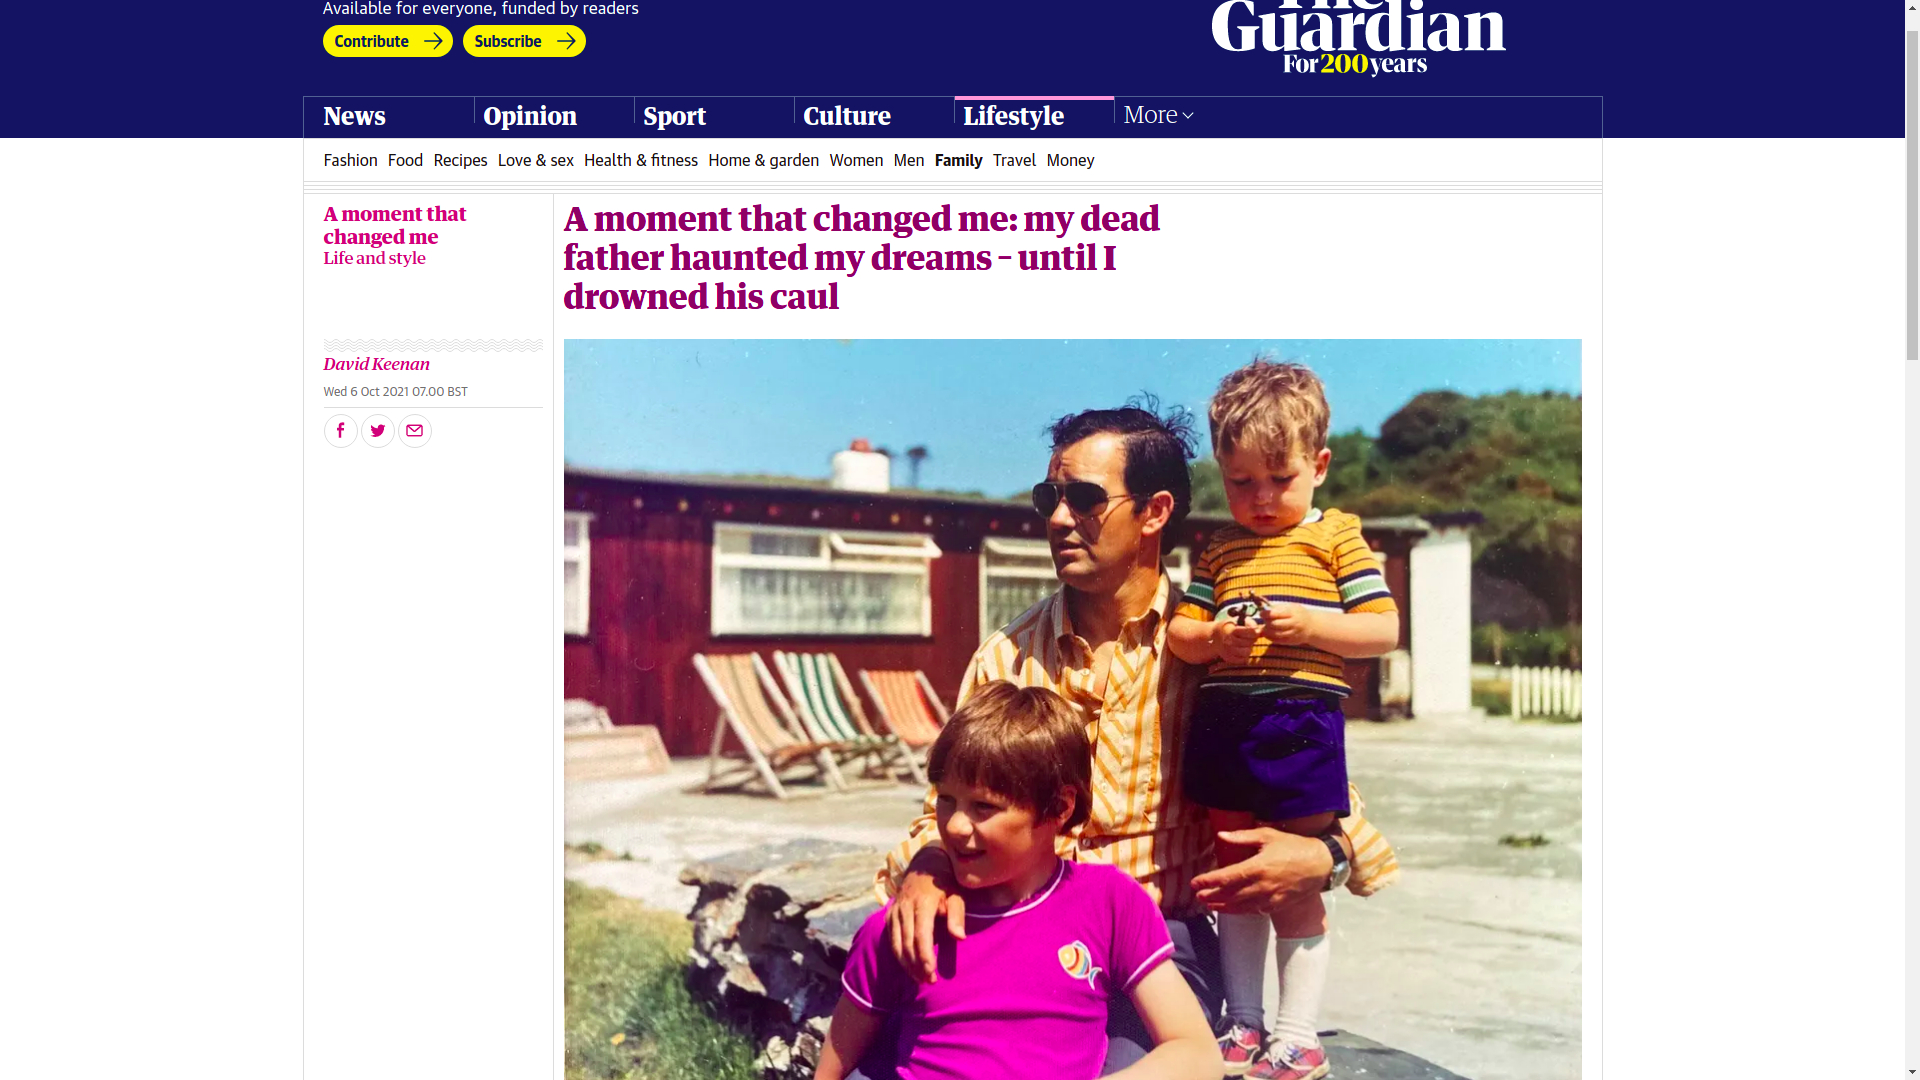 Available for everyone, funded by readers
Contribute
Subscribe
The
Guardian
For200years
News
Opinion
Sport
Culture
Lifestyle
More
Fashion
Food
Recipes
Love & sex
Health & fitness
Home & garden
Women
Men
Family
Travel
Money
A moment that
changed me
Life and style
A moment that changed me: my dead
father haunted my dreams – until I
drowned his caul
David Keenan
Wed 6 Oct 2021 07.00 BST